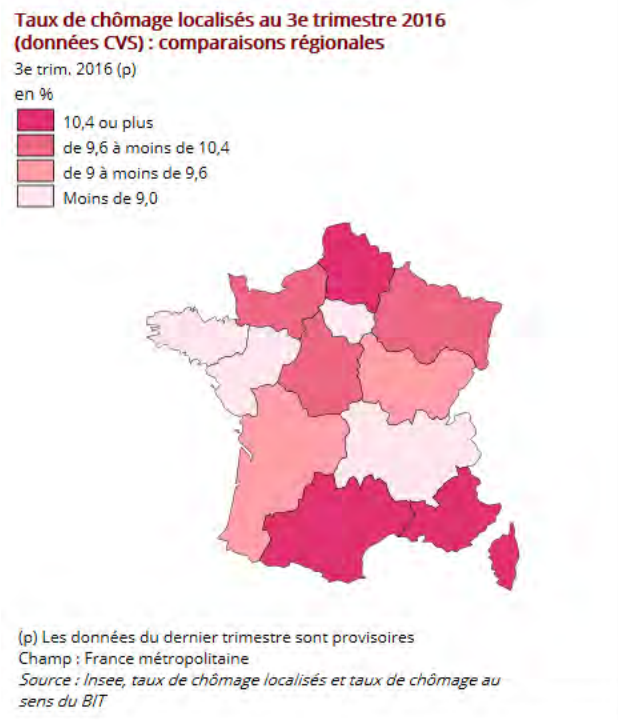 Taux de chômage localisés au 3e trimestre 2016
(données CVS) : comparaisons régionales
3e trim. 2016 (p)
en %
10,4 ou plus
de 9,6 à moins de 10,4
de 9 à moins de 9,6
Moins de 9,0
(p) Les données du dernier trimestre sont provisoires
Champ : France métropolitaine
Source : Insee, taux de chômage localisés et taux de chômage au
sens du BIT